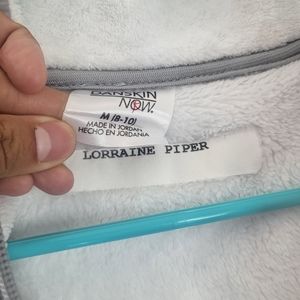 DANSKIN
NOW.
M (8-10)
MADE IN JORDAN
HECHO EN JORDANIA
LORRAINE PIPER